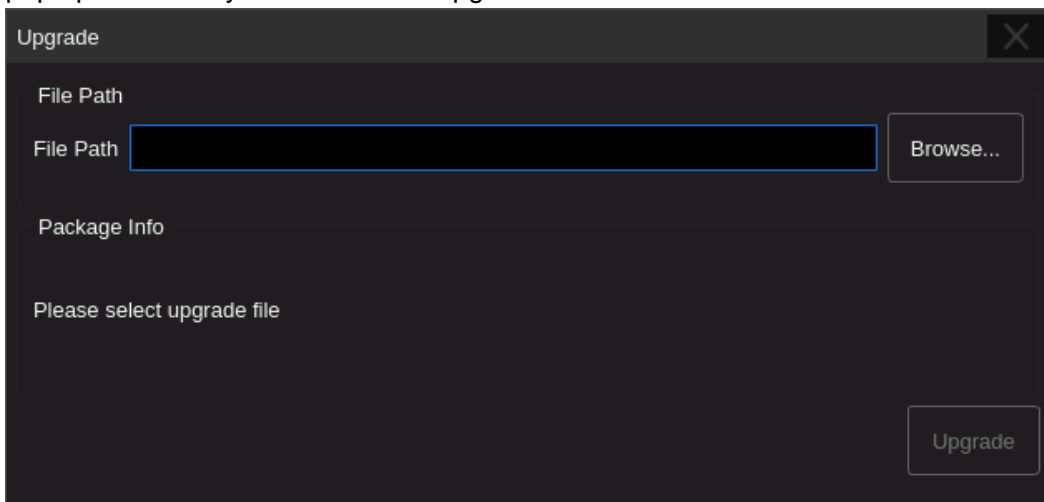 Upgrade
File Path
File Path
Browse...
Package Info
Please select upgrade file
Upgrade